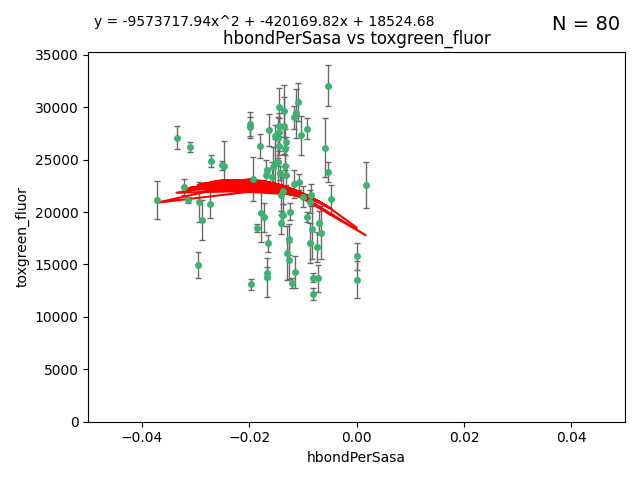 y = -9573717.94x^2 + -420169.82x + 18524.68
N = 80
hbondPerSasa vs toxgreen_fluor
35000
30000
25000
20000
15000
10000
5000
0
toxgreen_fluor
−0.04
−0.02
0.00
0.02
0.04
hbondPerSasa